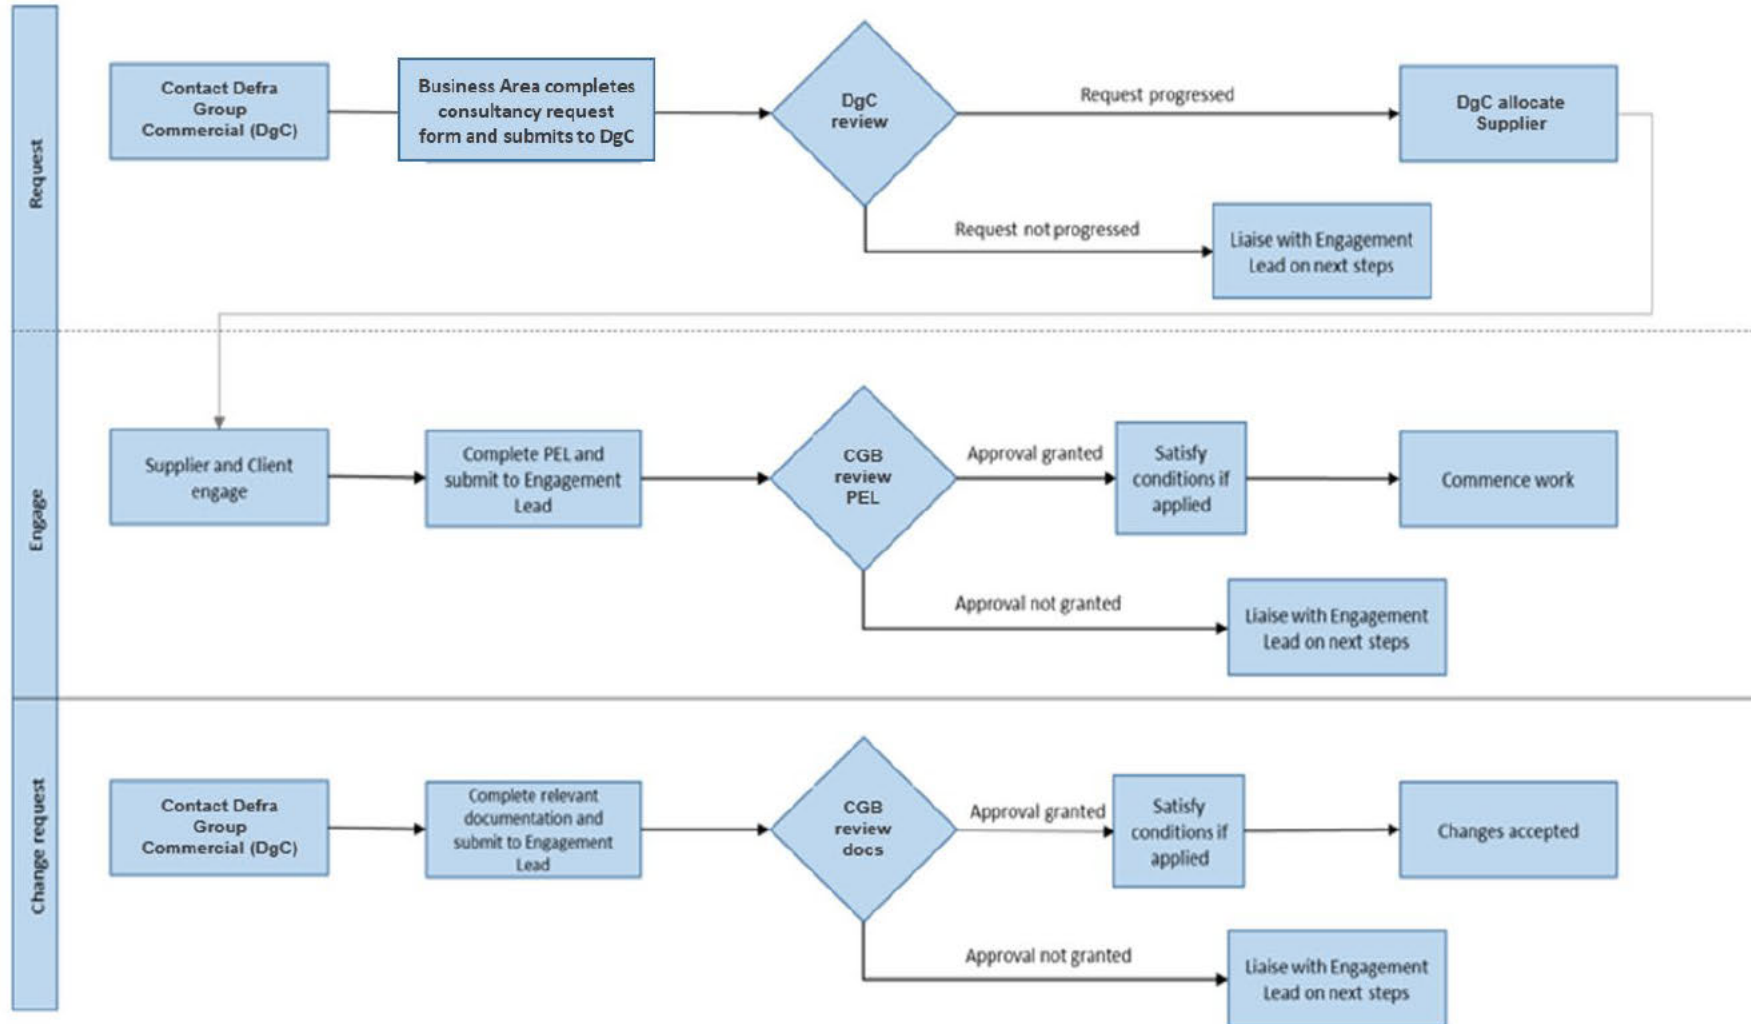 Request
Contact Defra
Group
Commercial (DgC)
Business Area completes
consultancy request
form and submits to DgC
DgC
review
Request progressed
DgC allocate
Supplier
Request not progressed
Liaise with Engagement
Lead on next steps
Engage
Supplier and Client
engage
Complete PEL and
submit to Engagement
Lead
CGB
review
PEL
Approval granted
Satisfy
conditions if
applied
Commence work
Approval not granted
Liaise with Engagement
Lead on next steps
Change request
Contact Defra
Group
Commercial (DgC)
Complete relevant
documentation and
submit to Engagement
Lead
CGB
review
docs
Approval granted
Satisfy
conditions if
applied
Changes accepted
Approval not granted
Liaise with Engagement
Lead on next steps